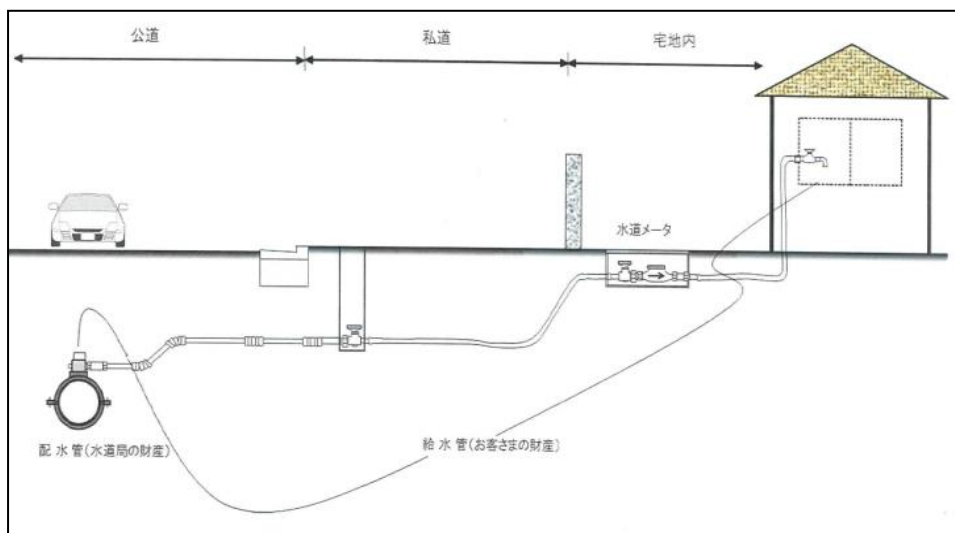 公道
私道
宅地内
水道メータ
配水管(水道局の財産)
給水管(お客さまの財産)